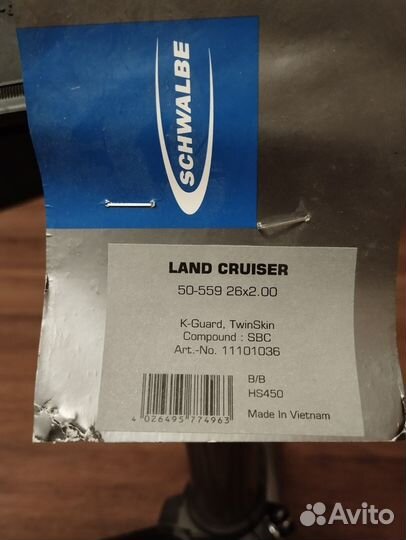 SCHWALBE
LAND CRUISER
50-559 26x2.00
K-Guard, TwinSkin
Compound : SBC
Art.-No. 11101036
B/B
HS450
4 026495 774963
Made In Vietnam
Avito